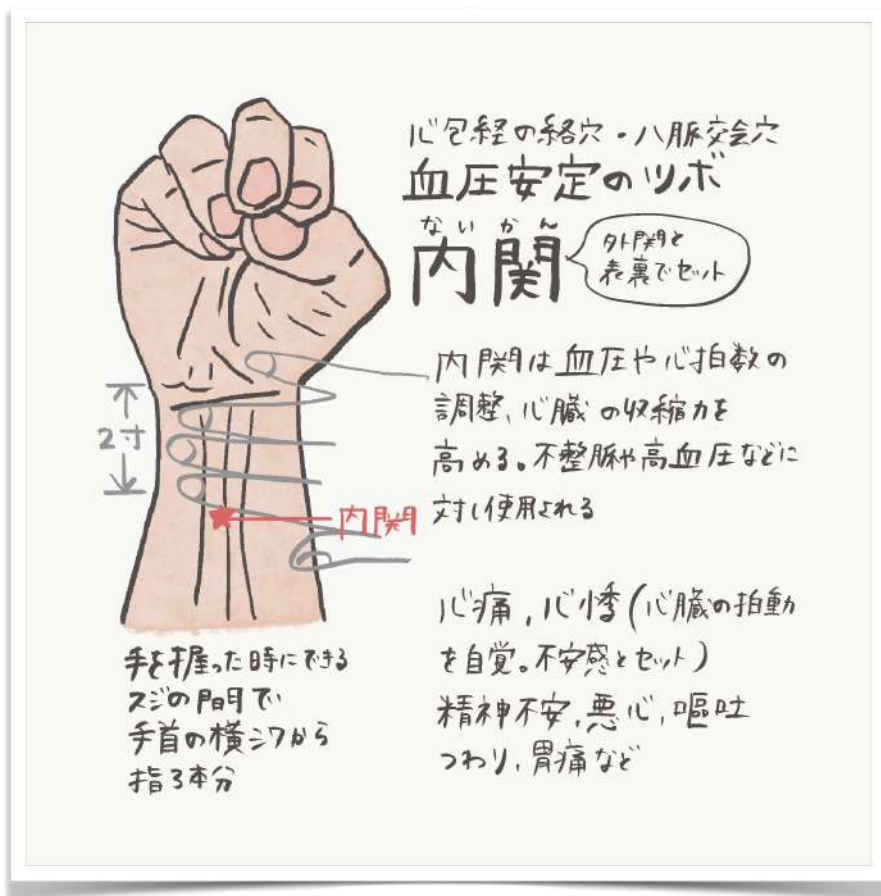 心包経の絡穴・八脈交会穴
血圧安定のツボ
ないかん
内関
外関と
表裏でセット
内関は血圧や心拍数の
調整、心臓の収縮力を
高める。不整脈や高血圧などに
対し使用される
2寸
内関
心痛,心悸(心臓の拍動
を自覚。不安感とセット)
精神不安,悪心,嘔吐
つわり,胃痛など
手を握った時にできる
スジの間で
手首の横シワから
指3本分